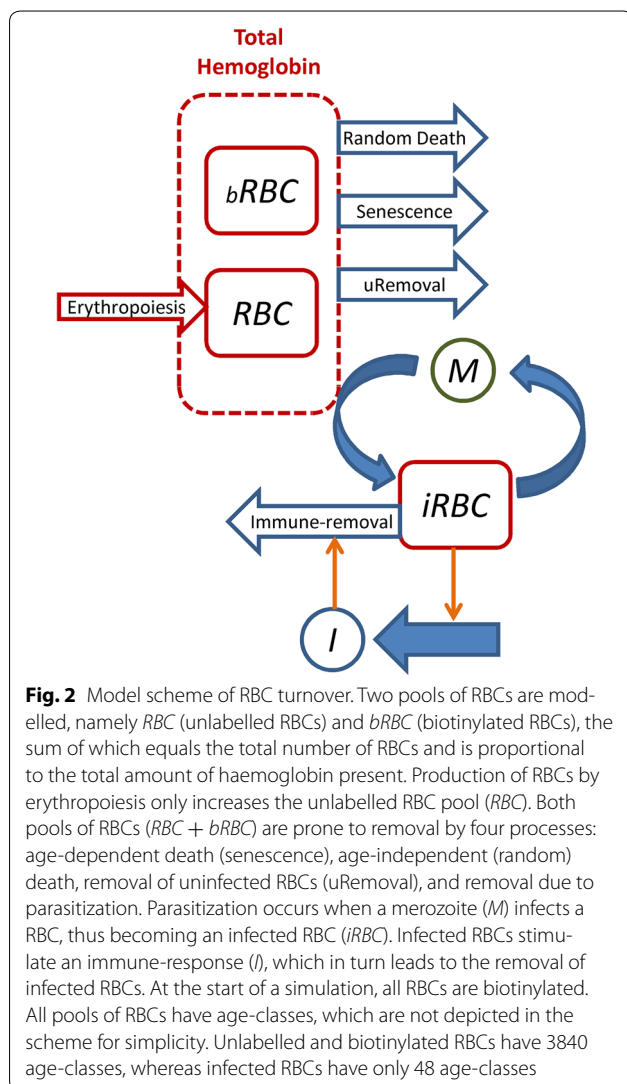 Total
Hemoglobin
Random Death
bRBC
Senescence
uRemoval
Erythropoiesis
RBC
M
iRBC
Immune-removal
I
Fig. 2 Model scheme of RBC turnover. Two pools of RBCs are mod-
elled, namely RBC (unlabelled RBCs) and bRBC (biotinylated RBCs), the
sum of which equals the total number of RBCs and is proportional
to the total amount of haemoglobin present. Production of RBCs by
erythropoiesis only increases the unlabelled RBC pool (RBC). Both
pools of RBCs (RBC + bRBC) are prone to removal by four processes:
age-dependent death (senescence), age-independent (random)
death, removal of uninfected RBCs (uRemoval), and removal due to
parasitization. Parasitization occurs when a merozoite (M) infects a
RBC, thus becoming an infected RBC (iRBC). Infected RBCs stimu-
late an immune-response (I), which in turn leads to the removal of
infected RBCs. At the start of a simulation, all RBCs are biotinylated.
All pools of RBCs have age-classes, which are not depicted in the
scheme for simplicity. Unlabelled and biotinylated RBCs have 3840
age-classes, whereas infected RBCs have only 48 age-classes